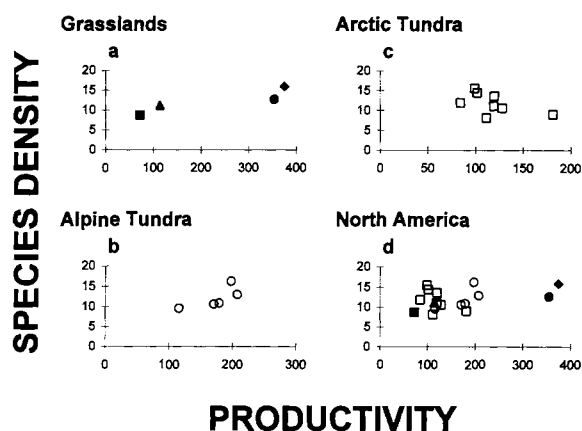 Grasslands
a
20
15
10
5
0
0 100 200 300 400
Arctic Tundra
c
20
15
10
5
0
0 50 100 150 200
Alpine Tundra
b
20
15
10
5
0
0 100 200 300
North America
d
20
15
10
5
0
0 100 200 300 400
SPECIES DENSITY
PRODUCTIVITY